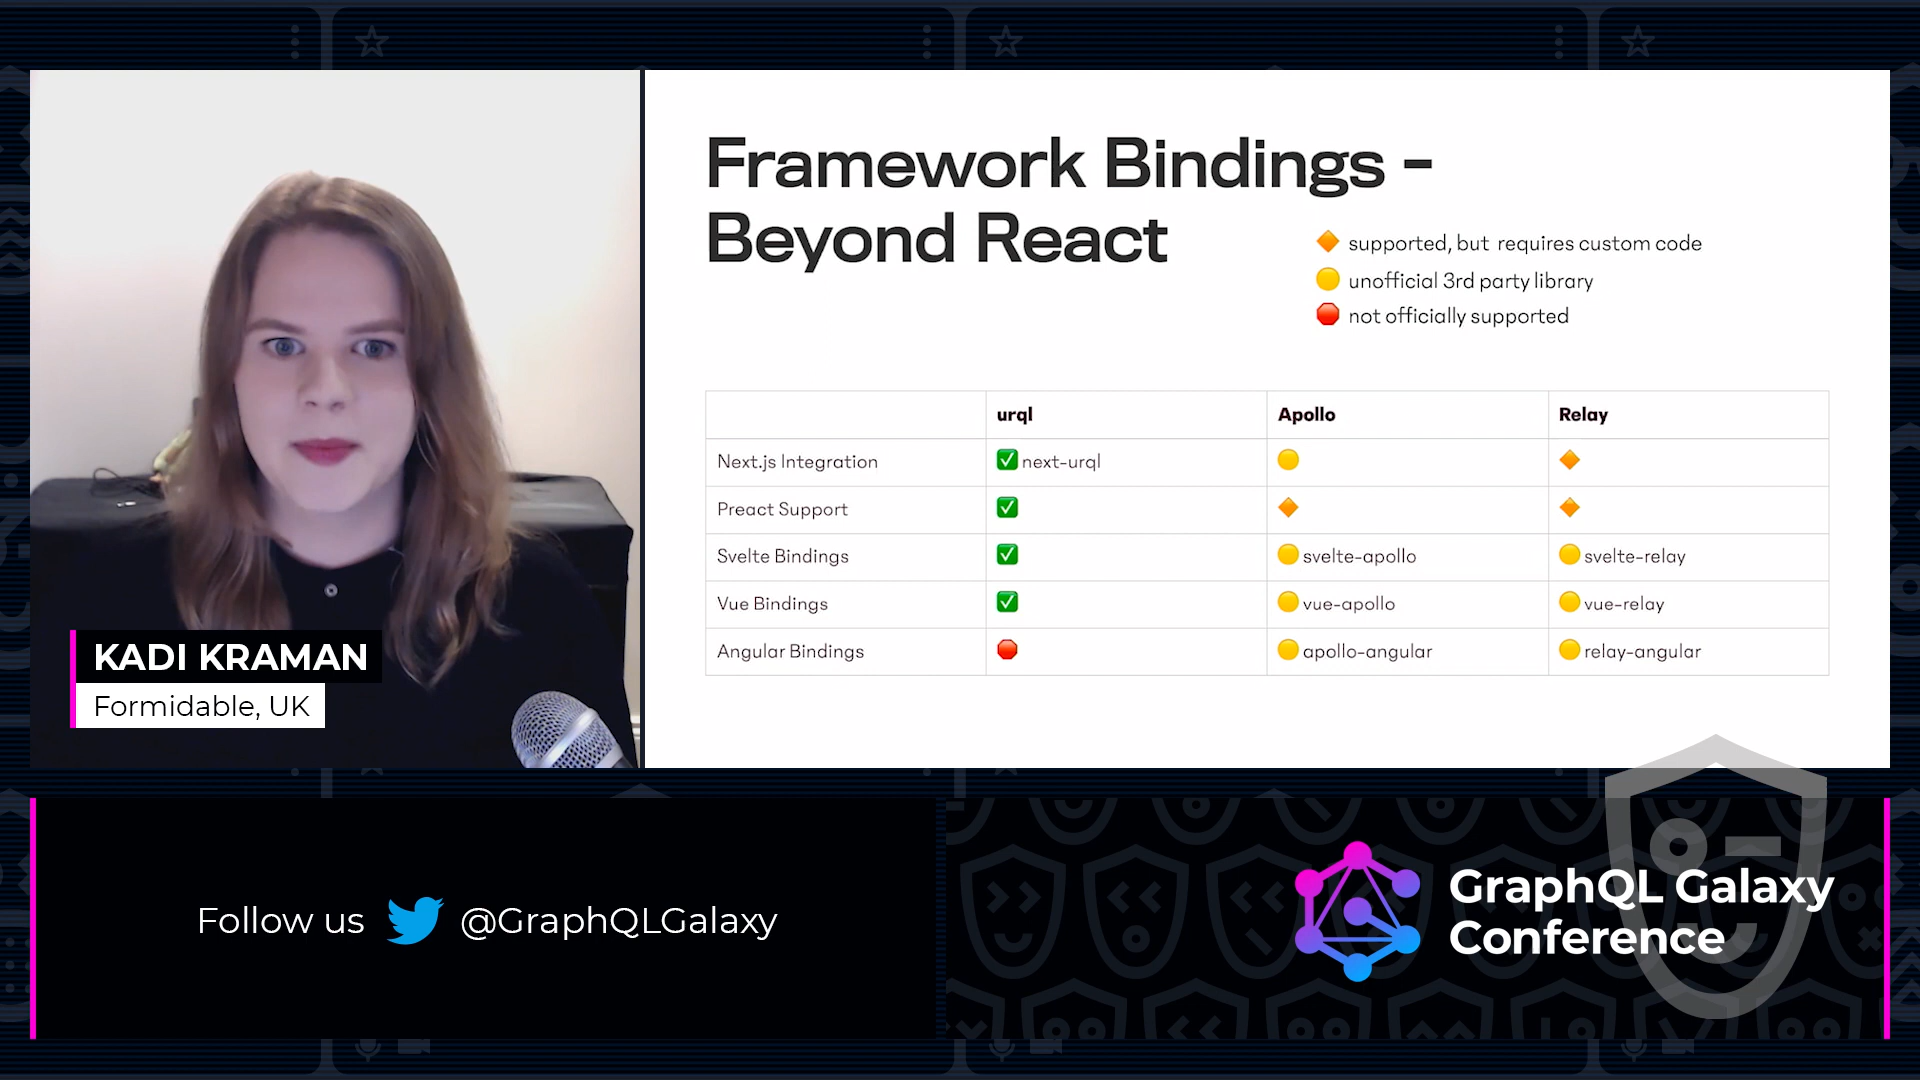 Framework Bindings -
Beyond React
🔶 supported, but requires custom code
🟡 unofficial 3rd party library
🛑 not officially supported
urql Apollo Relay
Next.js Integration ✅ next-urql 🟡 🔶
Preact Support ✅ 🔶 🔶
Svelte Bindings ✅ 🟡 svelte-apollo 🟡 svelte-relay
Vue Bindings ✅ 🟡 vue-apollo 🟡 vue-relay
Angular Bindings 🛑 🟡 apollo-angular 🟡 relay-angular
KADI KRAMAN
Formidable, UK
Follow us @GraphQLGalaxy
GraphQL Galaxy
Conference